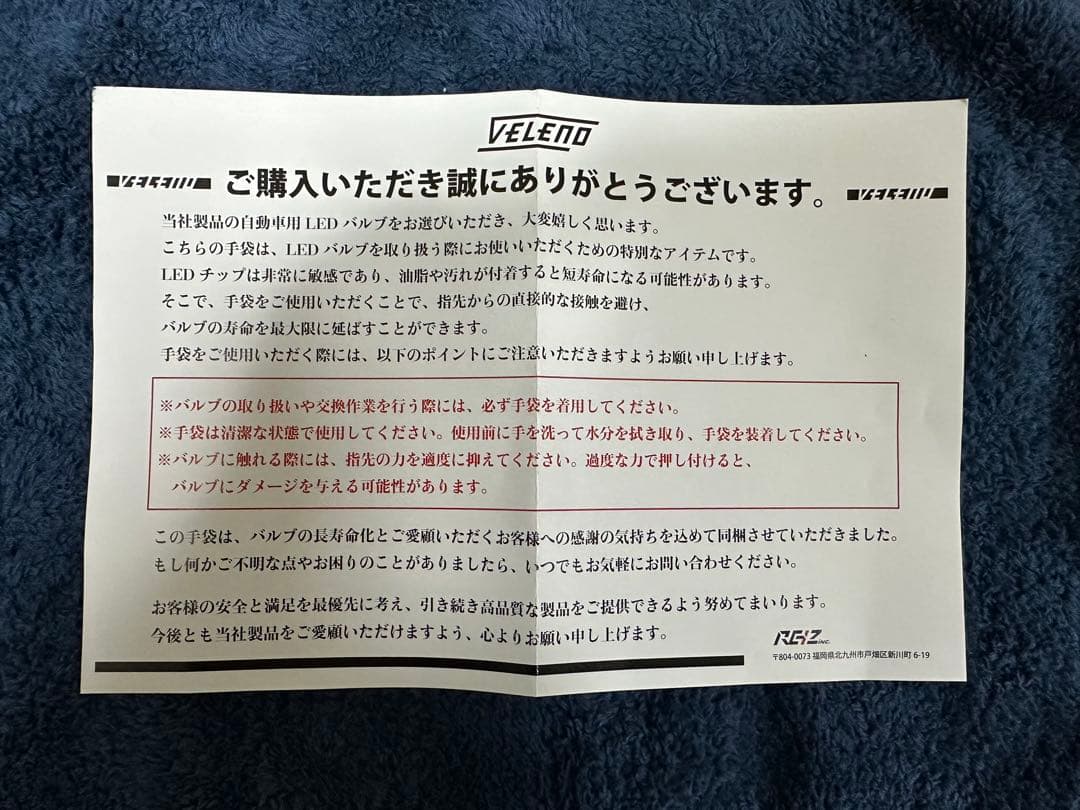 VELENO
ご購入いただき誠にありがとうございます。
当社製品の自動車用 LED バルブをお選びいただき、大変嬉しく思います。
こちらの手袋は、LED バルブを取り扱う際にお使いいただくための特別なアイテムです。
LED チップは非常に敏感であり、油脂や汚れが付着すると短寿命になる可能性があります。
そこで、手袋をご使用いただくことで、指先からの直接的な接触を避け、
バルブの寿命を最大限に延ばすことができます。
手袋をご使用いただく際には、以下のポイントにご注意いただきますようお願い申し上げます。
※バルブの取り扱いや交換作業を行う際には、必ず手袋を着用してください。
※手袋は清潔な状態で使用してください。使用前に手を洗って水分を拭き取り、手袋を装着してください。
※バルブに触れる際には、指先の力を適度に抑えてください。過度な力で押し付けると、
バルブにダメージを与える可能性があります。
この手袋は、バルブの長寿命化とご愛顧いただくお客様への感謝の気持ちを込めて同梱させていただきました。
もし何かご不明な点やお困りのことがありましたら、いつでもお気軽にお問い合わせください。
お客様の安全と満足を最優先に考え、引き続き高品質な製品をご提供できるよう努めてまいります。
今後とも当社製品をご愛顧いただけますよう、心よりお願い申し上げます。
REIZ INC.
〒804-0073 福岡県北九州市戸畑区新川町 6-19